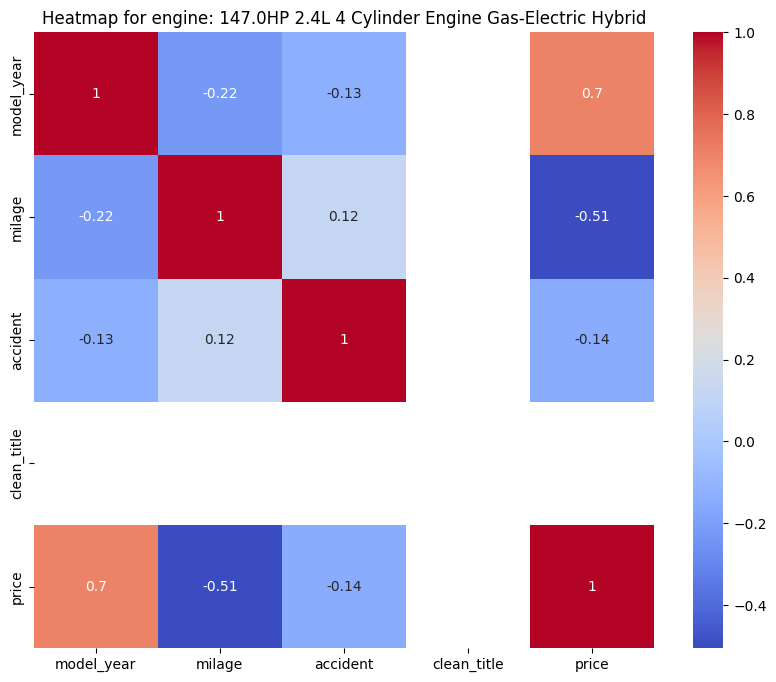 Heatmap for engine: 147.0HP 2.4L 4 Cylinder Engine Gas-Electric Hybrid
model_year
1
-0.22
-0.13
0.7
milage
-0.22
1
0.12
-0.51
accident
-0.13
0.12
1
-0.14
clean_title
price
0.7
-0.51
-0.14
1
model_year
milage
accident
clean_title
price
1.0
0.8
0.6
0.4
0.2
0.0
−0.2
−0.4